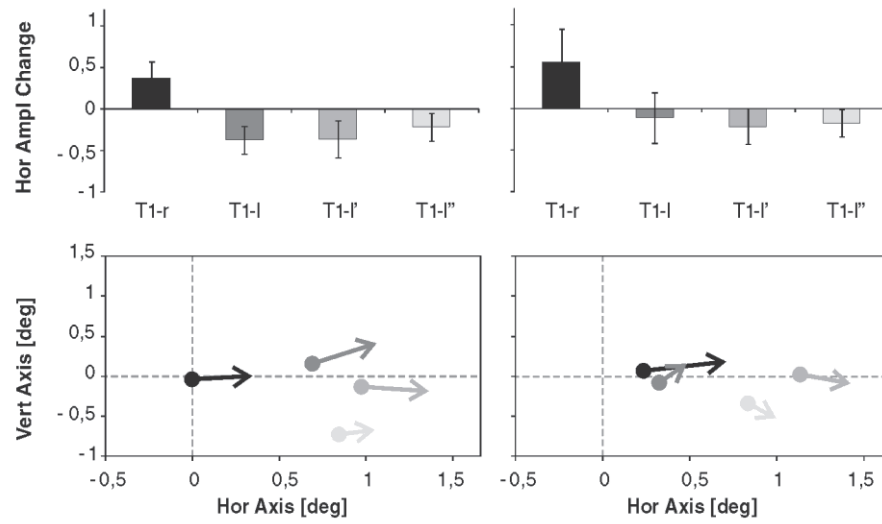 Hor Ampl Change
1
0,5
0
- 0,5
-1
T1-r T1-l T1-l' T1-l"
T1-r T1-l T1-l' T1-l"
Vert Axis [deg]
1,5
1
0,5
0
- 0,5
-1
- 0,5 0 0,5 1 1,5
Hor Axis [deg]
- 0,5 0 0,5 1 1,5
Hor Axis [deg]